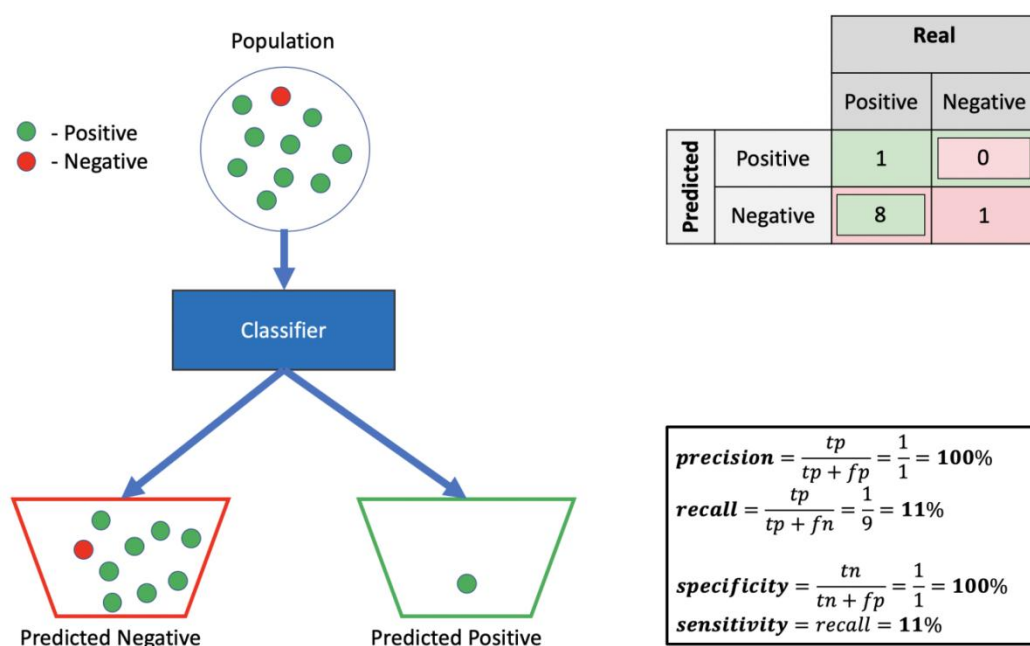 Population
- Positive
- Negative
Classifier
Predicted Negative
Predicted Positive
Real
Positive Negative
Predicted
Positive 1 0
Negative 8 1
precision = tp / tp + fp = 1 / 1 = 100%
recall = tp / tp + fn = 1 / 9 = 11%
specificity = tn / tn + fp = 1 / 1 = 100%
sensitivity = recall = 11%